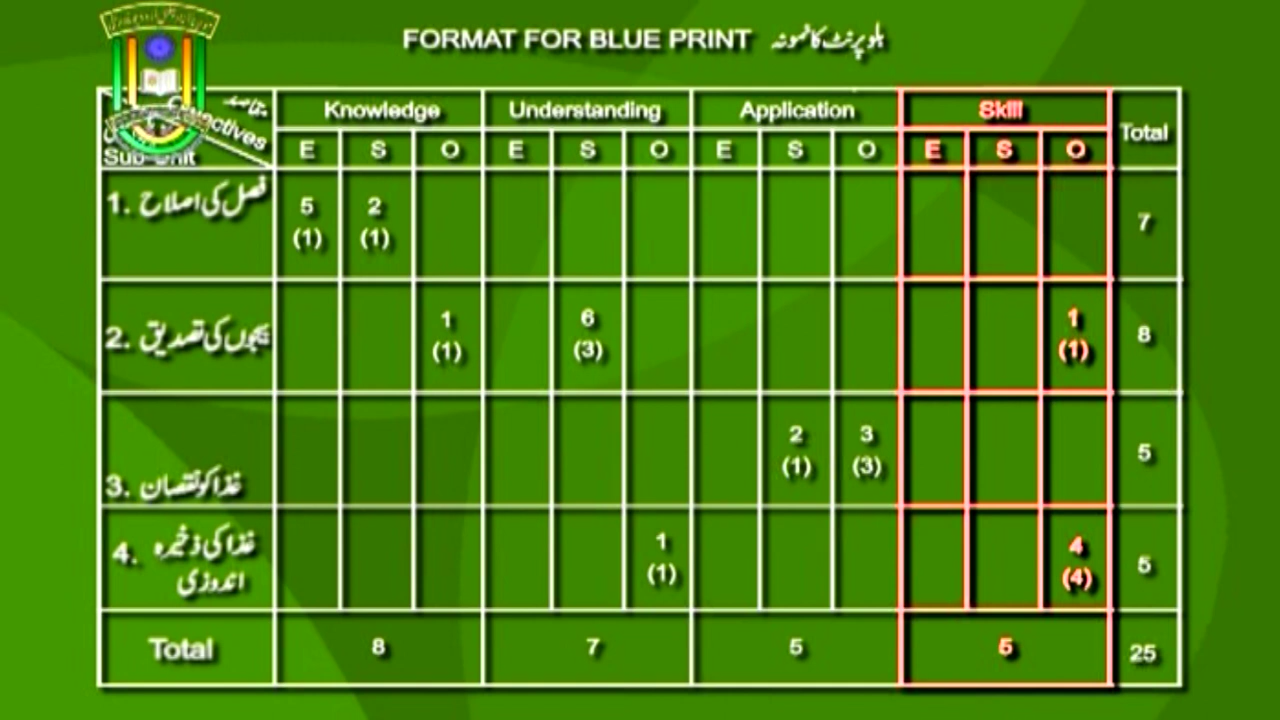 FORMAT FOR BLUE PRINT بلو پرنٹ کا نمونہ
مقاصد
Objectives
Sub-Unit
Knowledge Understanding Application Skill Total
E S O E S O E S O E S O
1. فصل کی اصلاح 5 (1) 2 (1) 7
2. بیجوں کی تصدیق 1 (1) 6 (3) 1 (1) 8
3. غذا کو نقصان 2 (1) 3 (3) 5
4. غذا کی ذخیرہ اندوزی 1 (1) 4 (4) 5
Total 8 7 5 5 25